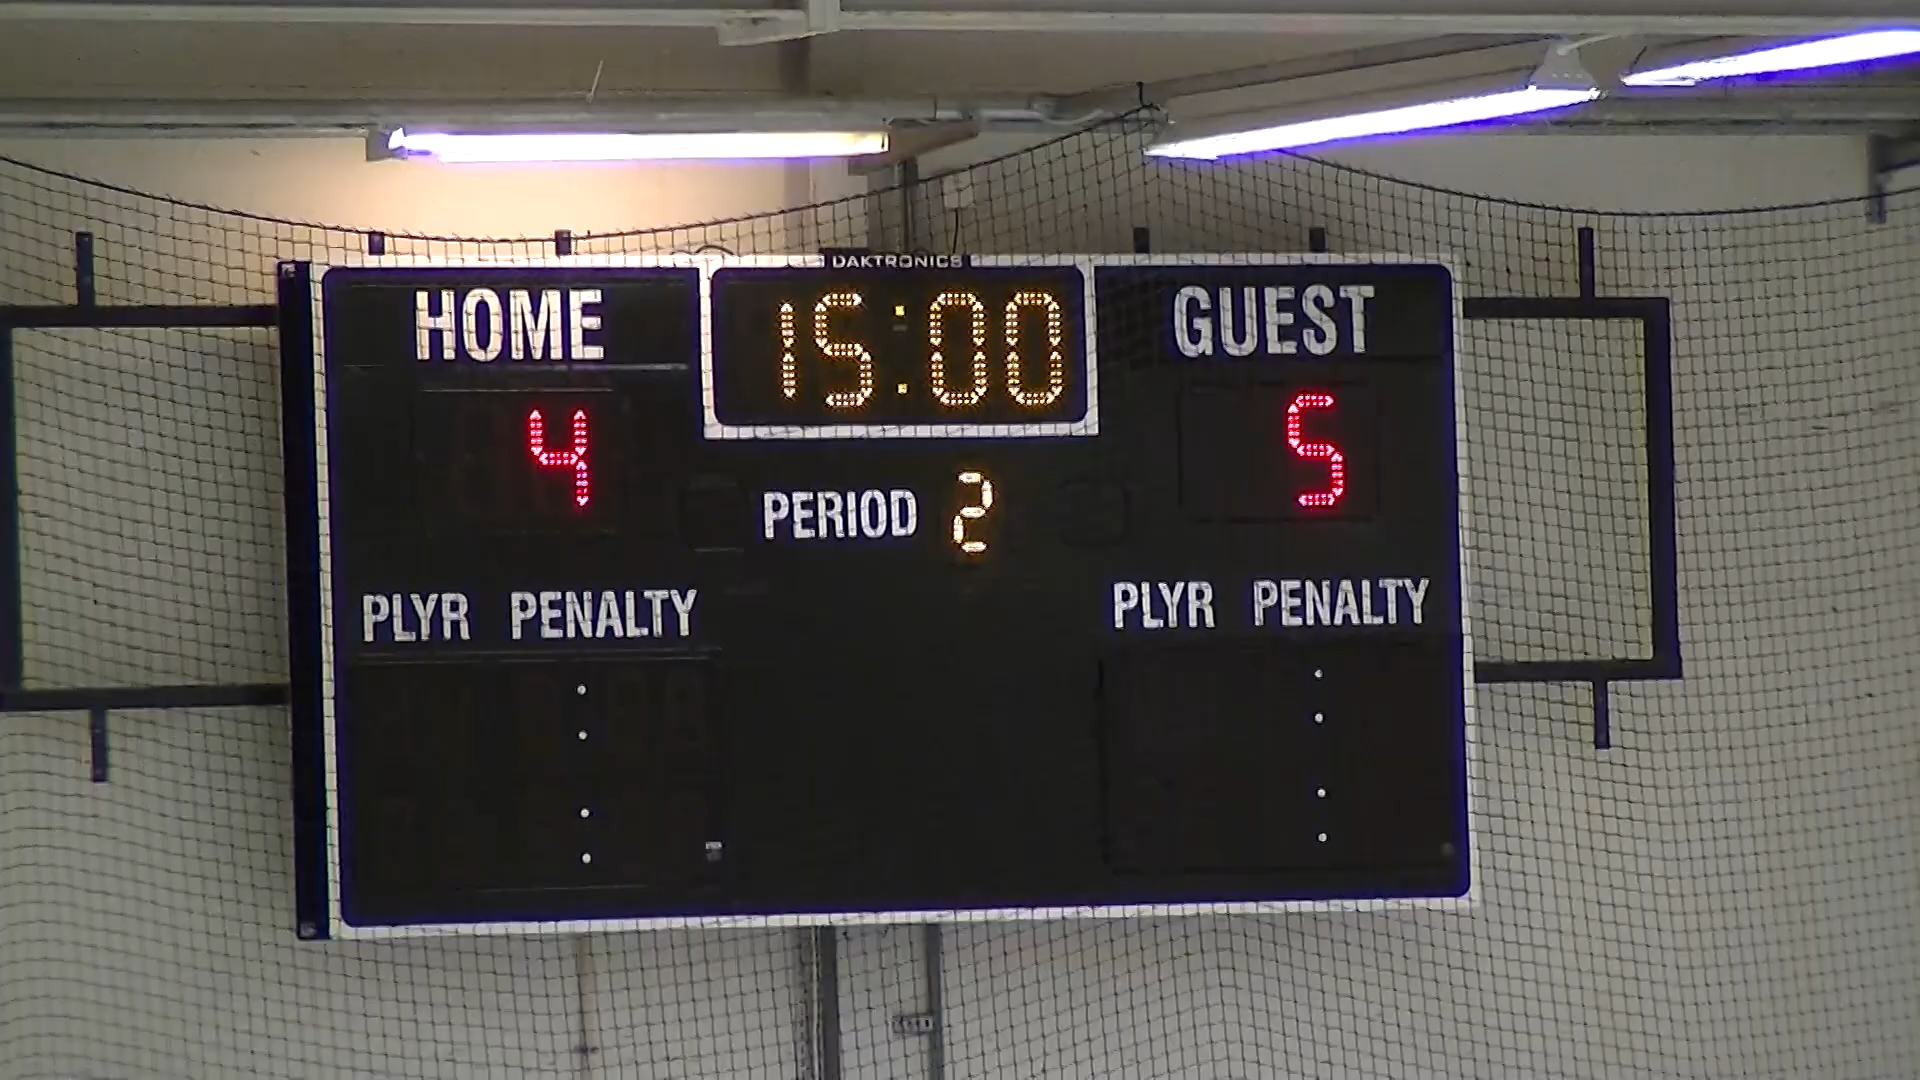 DAKTRONICS
HOME 15:00 GUEST
4 5
PERIOD 2
PLYR PENALTY PLYR PENALTY